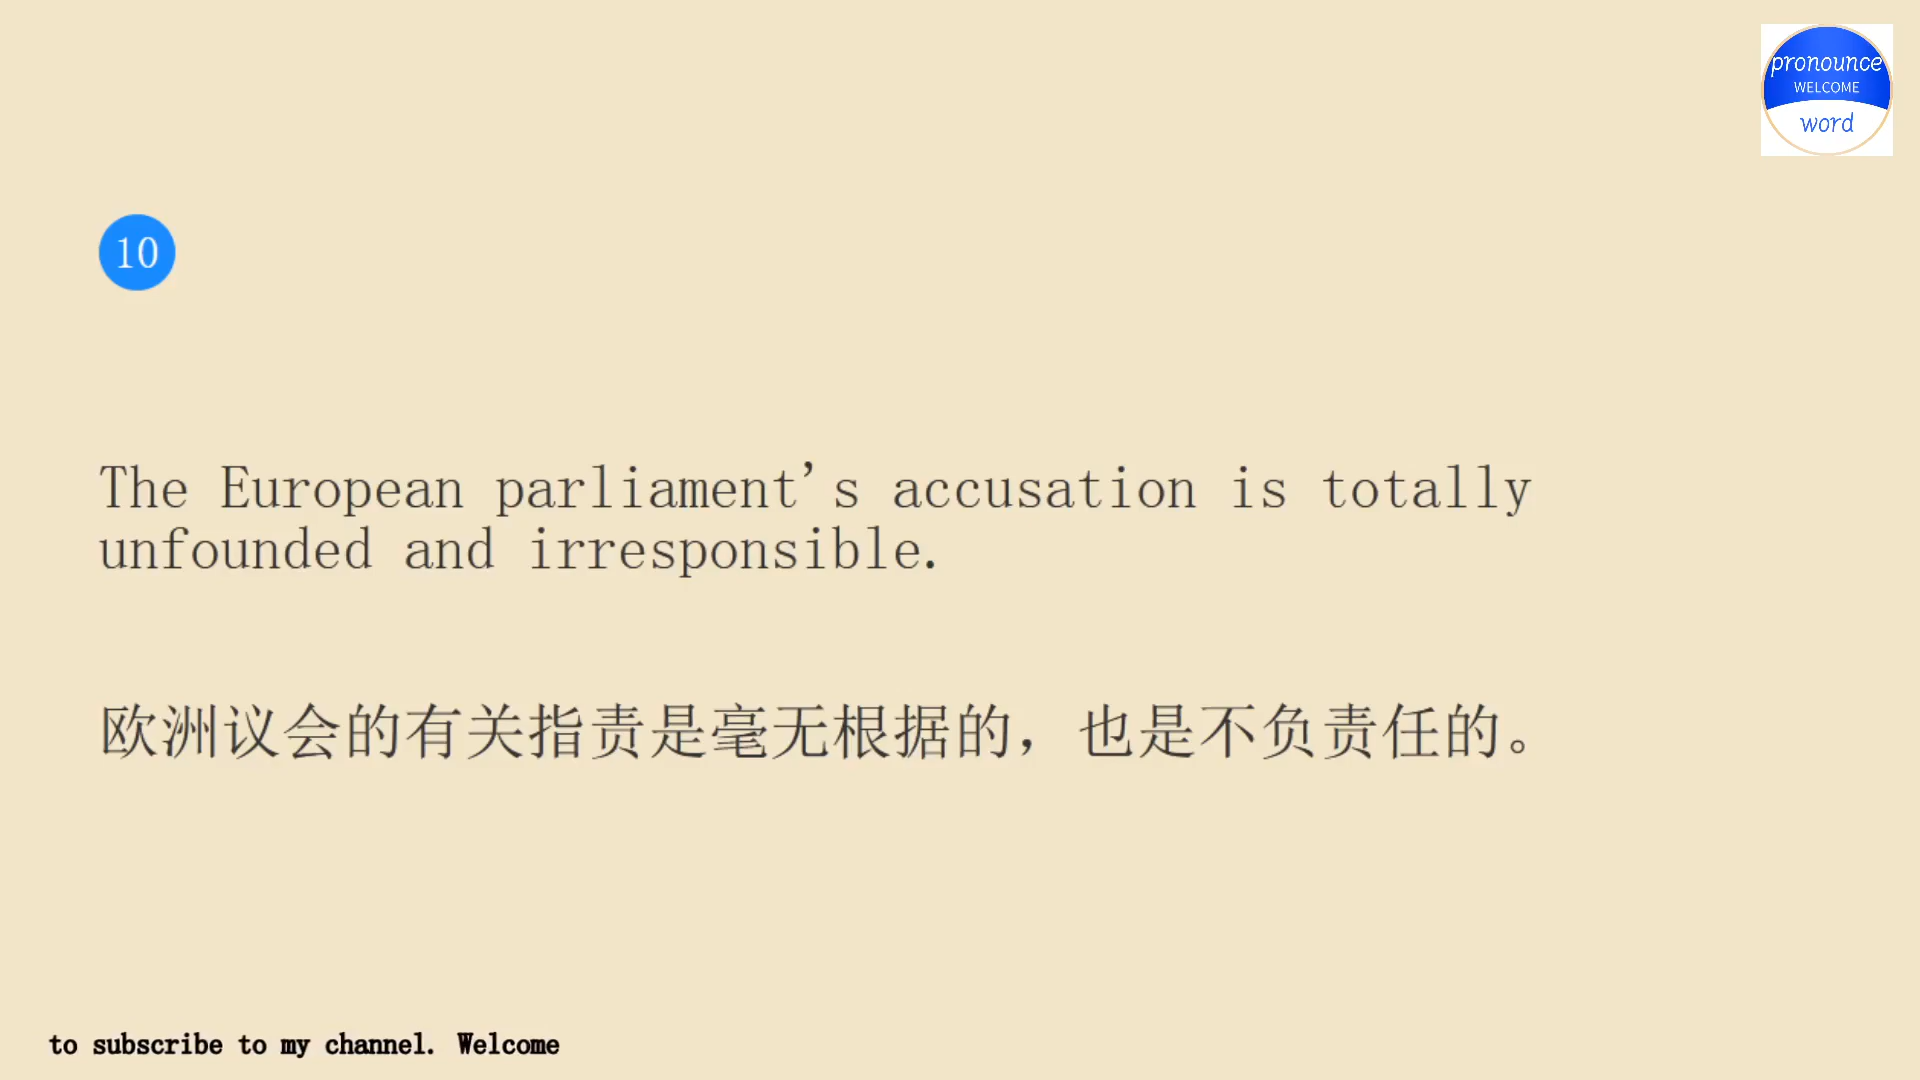 pronounce
WELCOME
word
10
The European parliament's accusation is totally
unfounded and irresponsible.
欧洲议会的有关指责是毫无根据的，也是不负责任的。
to subscribe to my channel. Welcome